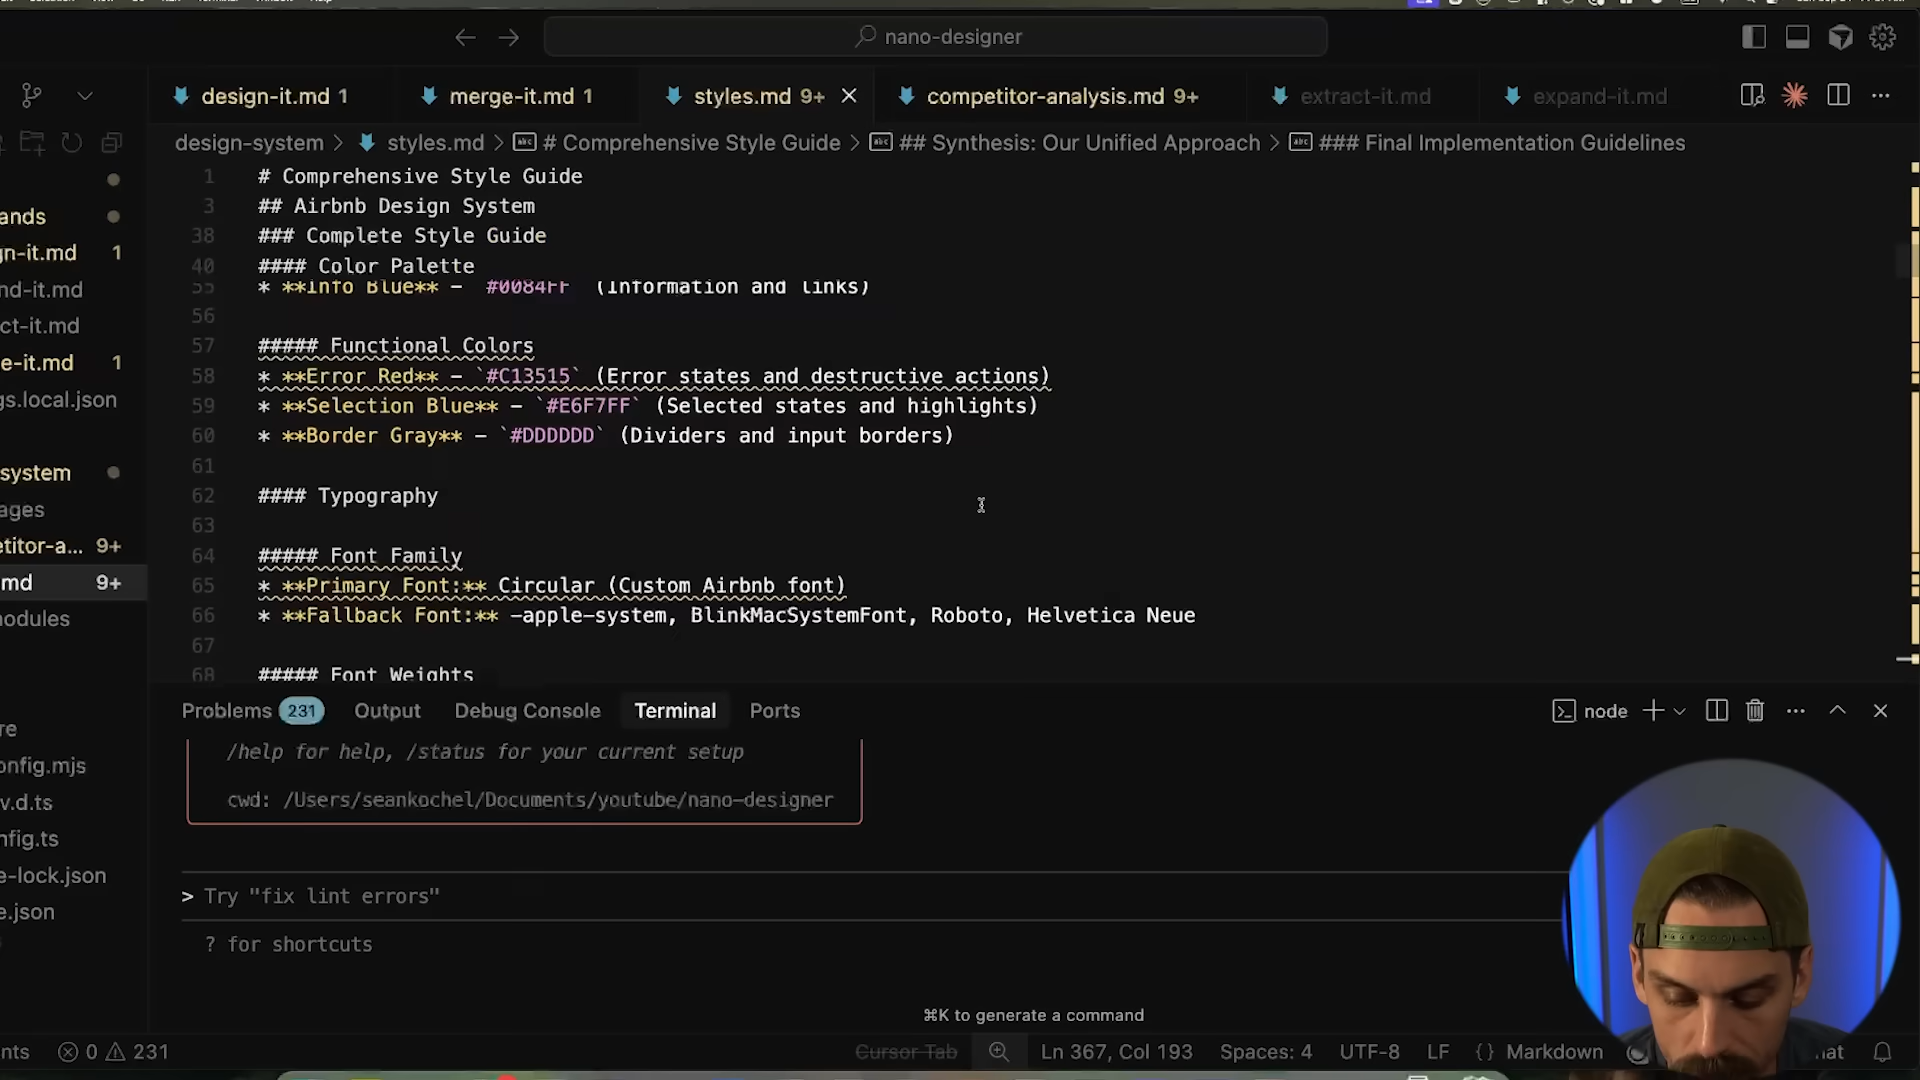 nano-designer
design-it.md 1
merge-it.md 1
styles.md 9+
competitor-analysis.md 9+
extract-it.md
expand-it.md
design-system > styles.md > # Comprehensive Style Guide > ## Synthesis: Our Unified Approach > ### Final Implementation Guidelines
ands
gn-it.md 1
nd-it.md
ct-it.md
e-it.md 1
gs.local.json
system
ages
etitor-a... 9+
md 9+
odules
re
onfig.mjs
v.d.ts
nfig.ts
e-lock.json
e.json
1 # Comprehensive Style Guide
3 ## Airbnb Design System
38 ### Complete Style Guide
40 #### Color Palette
55 * **Info Blue** - `#0084FF` (Information and links)
56
57 ##### Functional Colors
58 * **Error Red** - `#C13515` (Error states and destructive actions)
59 * **Selection Blue** - `#E6F7FF` (Selected states and highlights)
60 * **Border Gray** - `#DDDDDD` (Dividers and input borders)
61
62 #### Typography
63
64 ##### Font Family
65 * **Primary Font:** Circular (Custom Airbnb font)
66 * **Fallback Font:** -apple-system, BlinkMacSystemFont, Roboto, Helvetica Neue
67
68 ##### Font Weights
Problems 231 Output Debug Console Terminal Ports
node
/help for help, /status for your current setup
cwd: /Users/seankochel/Documents/youtube/nano-designer
> Try "fix lint errors"
? for shortcuts
⌘K to generate a command
nts 0 231
Cursor Tab
Ln 367, Col 193 Spaces: 4 UTF-8 LF {} Markdown